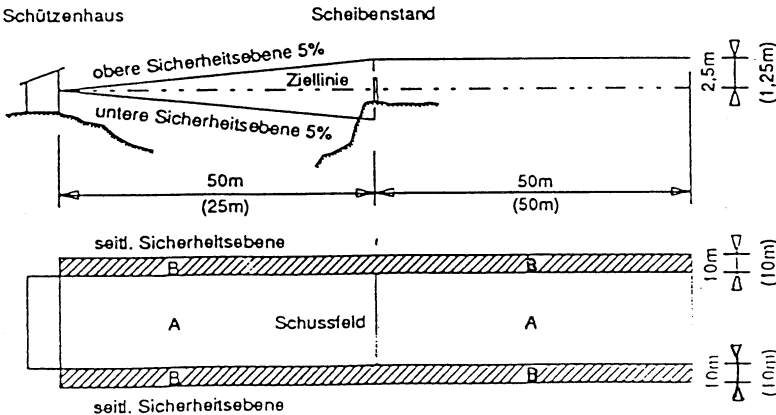 Schützenhaus
Scheibenstand
obere Sicherheitsebene 5%
Ziellinie
untere Sicherheitsebene 5%
2,5m
(1,25m)
50m
50m
(25m)
(50m)
seitl. Sicherheitsebene
B
B
10m
(10m)
A
Schussfeld
A
B
B
10m
(10m)
seitl. Sicherheitsebene